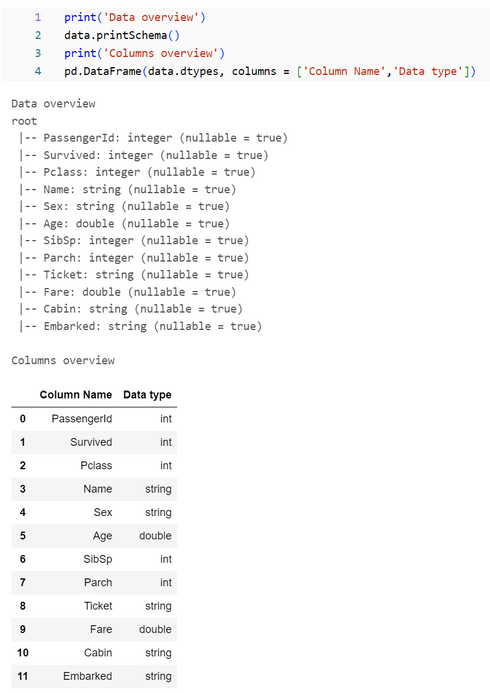 1 print('Data overview')
2 data.printSchema()
3 print('Columns overview')
4 pd.DataFrame(data.dtypes, columns = ['Column Name','Data type'])
Data overview
root
|-- PassengerId: integer (nullable = true)
|-- Survived: integer (nullable = true)
|-- Pclass: integer (nullable = true)
|-- Name: string (nullable = true)
|-- Sex: string (nullable = true)
|-- Age: double (nullable = true)
|-- SibSp: integer (nullable = true)
|-- Parch: integer (nullable = true)
|-- Ticket: string (nullable = true)
|-- Fare: double (nullable = true)
|-- Cabin: string (nullable = true)
|-- Embarked: string (nullable = true)
Columns overview
Column Name Data type
0 PassengerId int
1 Survived int
2 Pclass int
3 Name string
4 Sex string
5 Age double
6 SibSp int
7 Parch int
8 Ticket string
9 Fare double
10 Cabin string
11 Embarked string